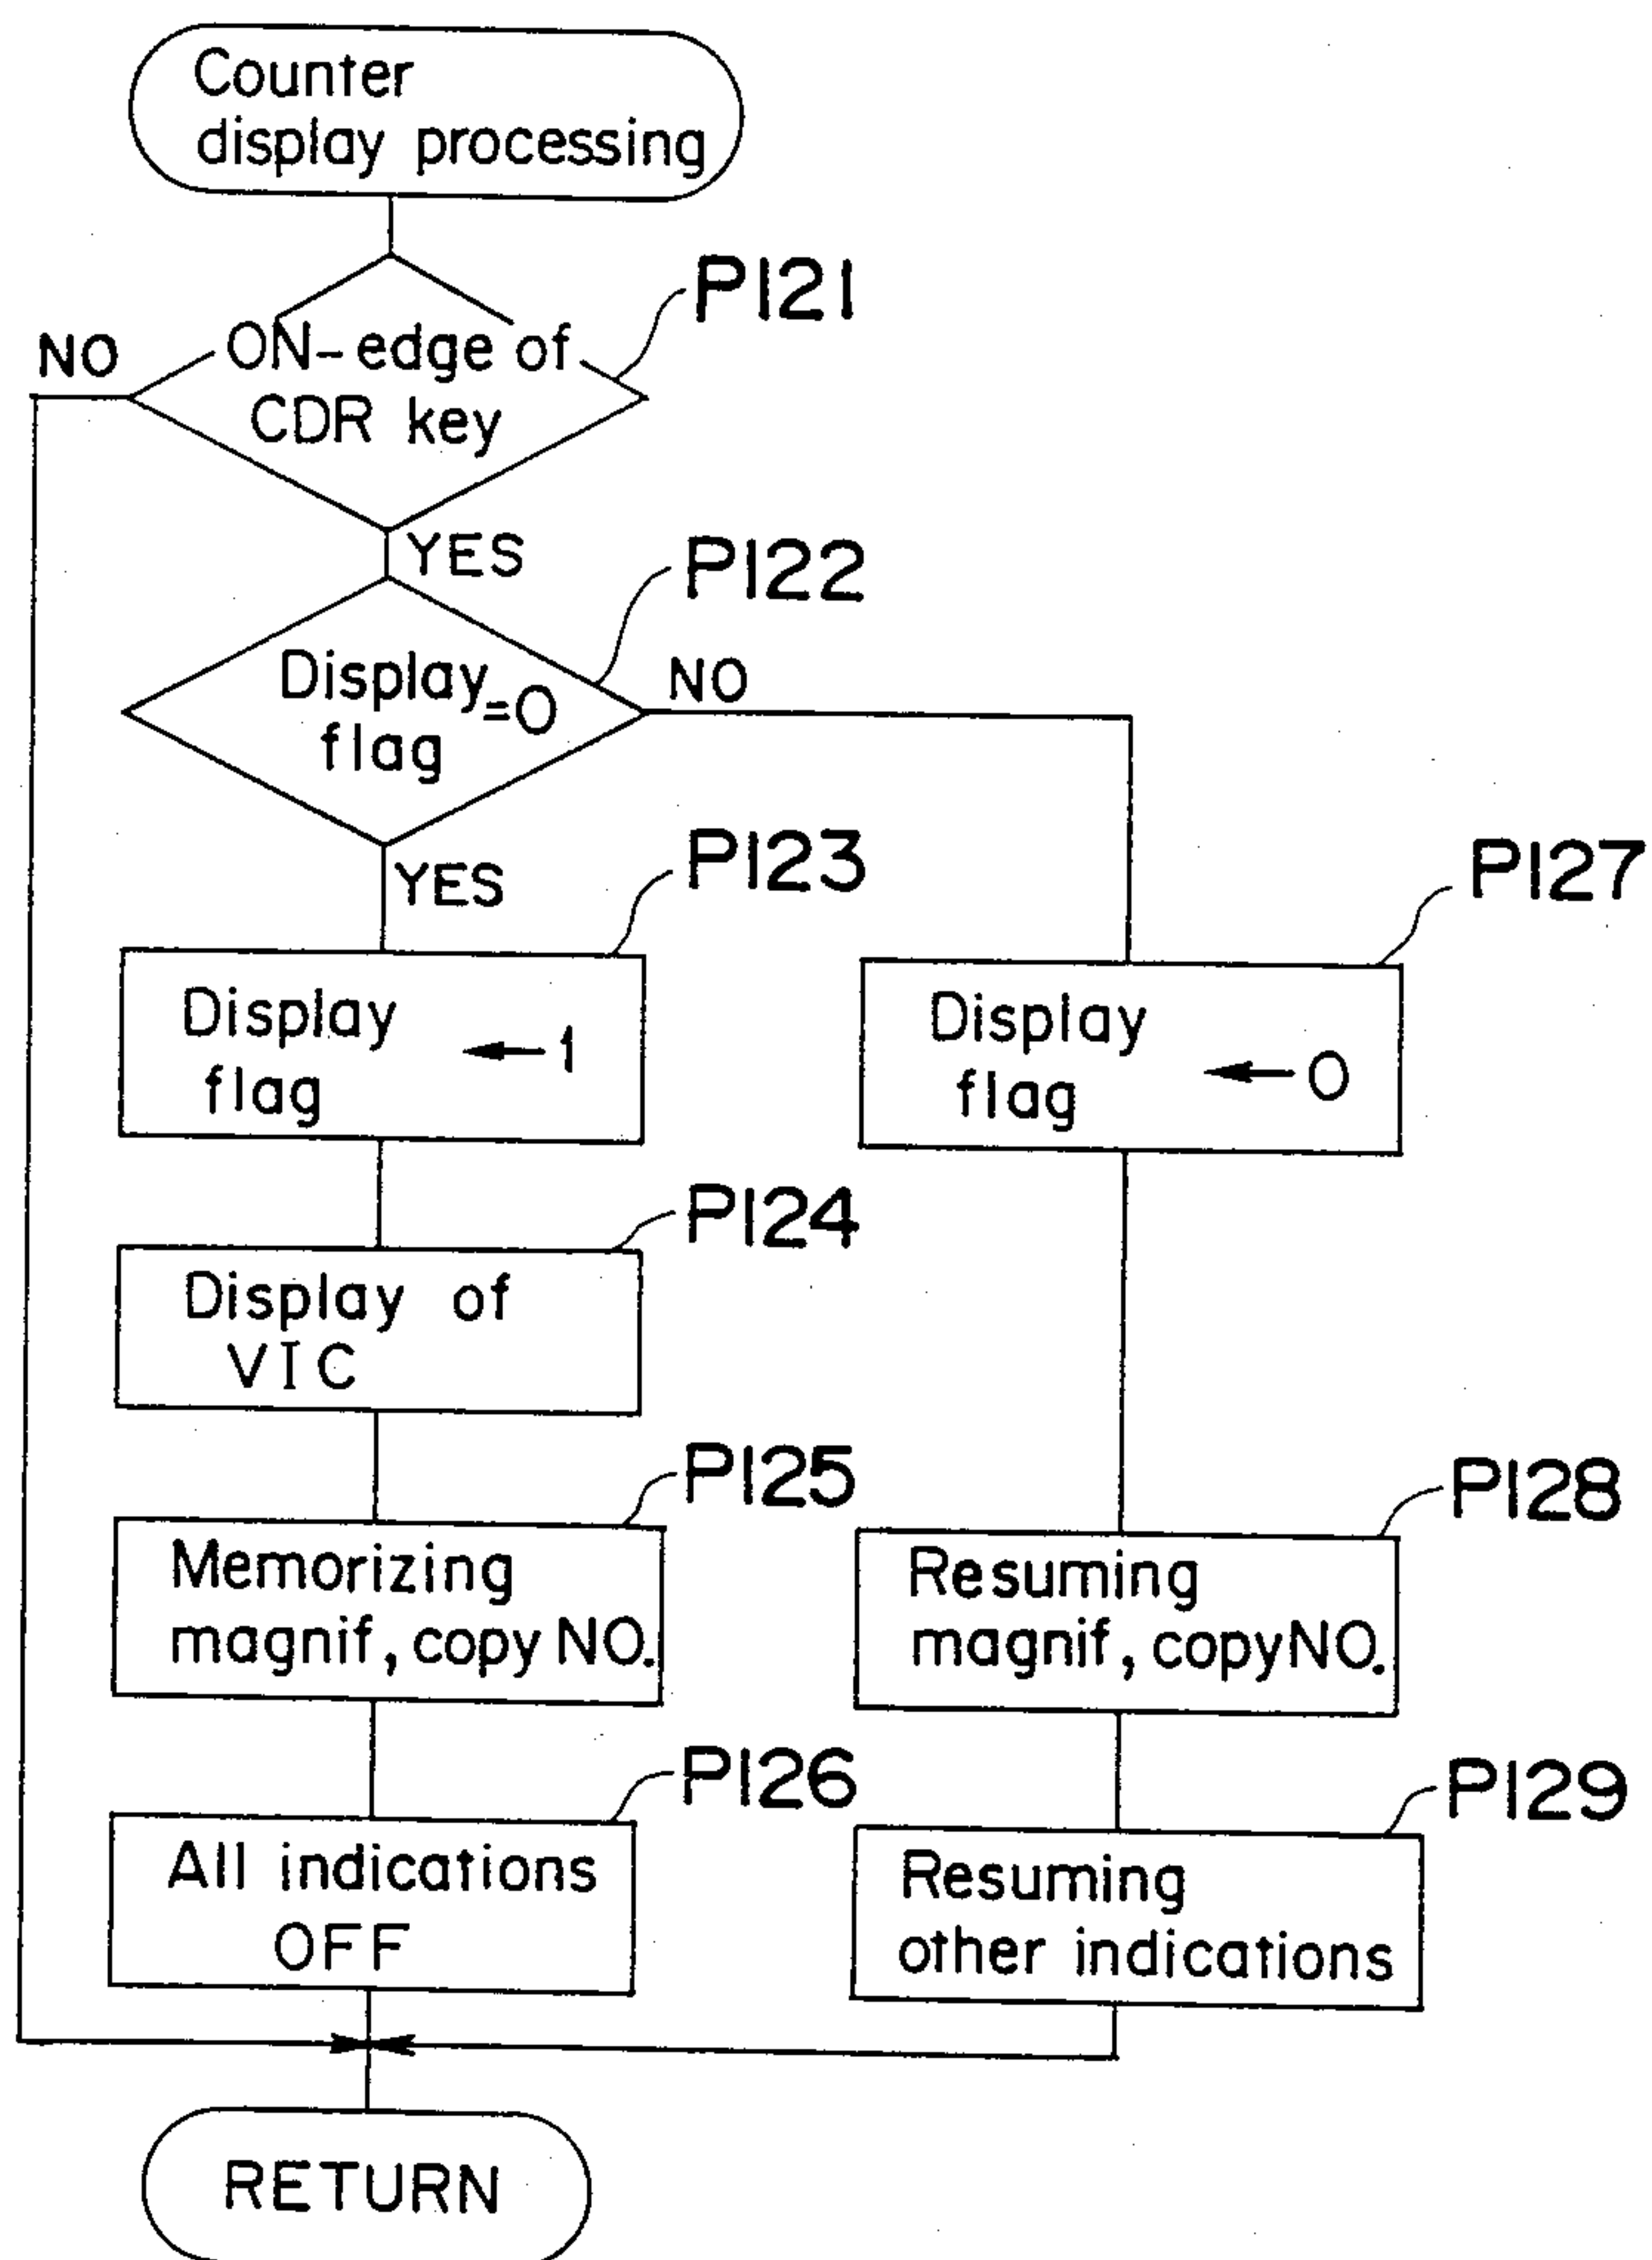 Counter
display processing
P121
NO
ON-edge of
CDR key
YES
P122
Display
=0
flag
NO
YES
P123
P127
Display
flag
←1
Display
flag
←0
P124
Display of
VIC
P125
P128
Memorizing
magnif, copy NO.
Resuming
magnif, copy NO.
P126
P129
All indications
OFF
Resuming
other indications
RETURN